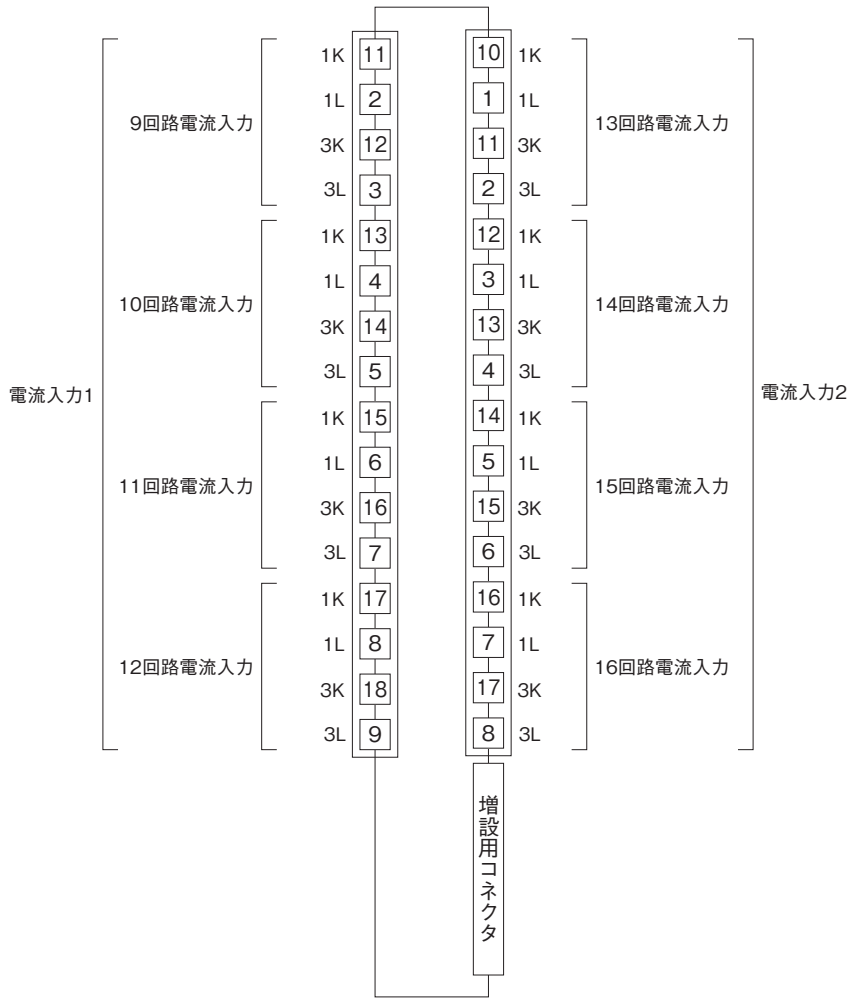 1K 11 10 1K
1L 2 1 1L
9回路電流入力 13回路電流入力
3K 12 11 3K
3L 3 2 3L
1K 13 12 1K
1L 4 3 1L
10回路電流入力 14回路電流入力
3K 14 13 3K
3L 5 4 3L
電流入力1 電流入力2
1K 15 14 1K
1L 6 5 1L
11回路電流入力 15回路電流入力
3K 16 15 3K
3L 7 6 3L
1K 17 16 1K
1L 8 7 1L
12回路電流入力 16回路電流入力
3K 18 17 3K
3L 9 8 3L
増設用コネクタ